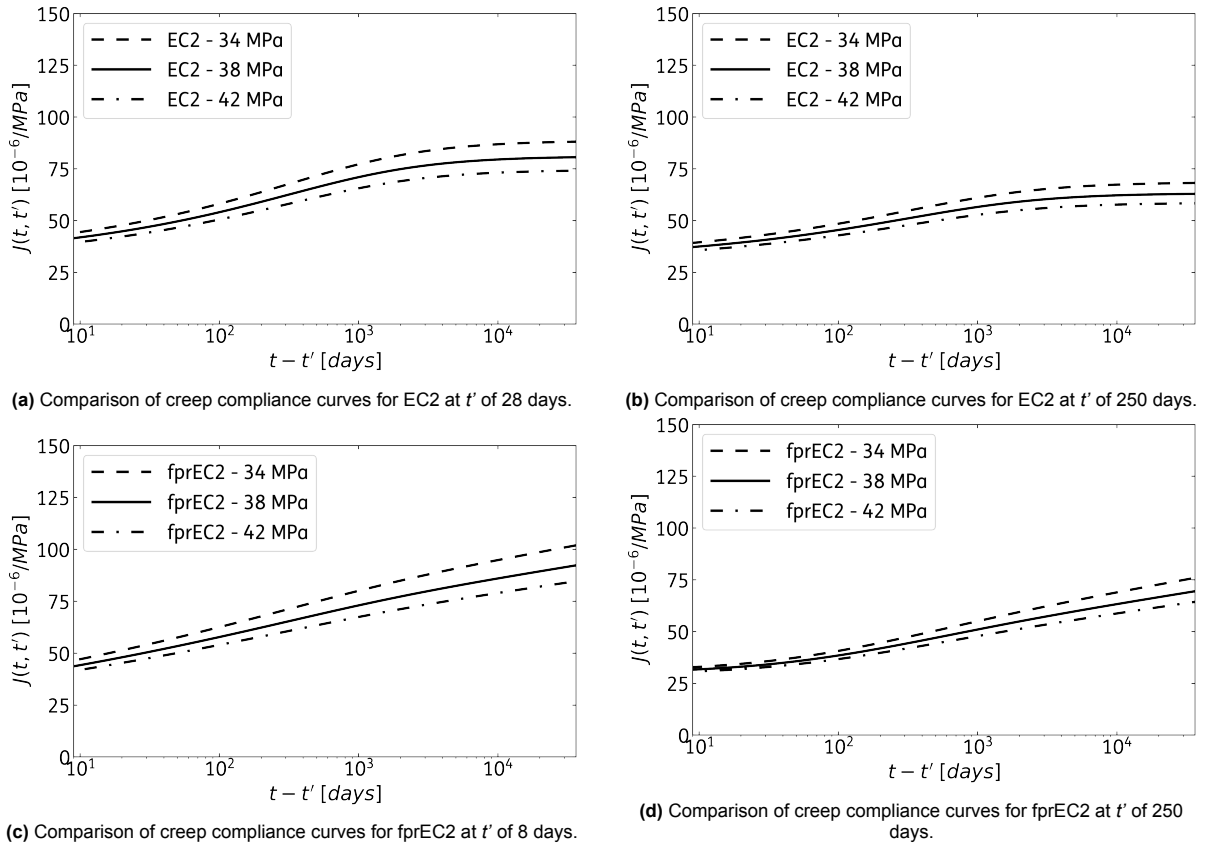 150
125
100
75
50
25
0
J(t, t′) [10⁻⁶/MPa]
EC2 - 34 MPa
EC2 - 38 MPa
EC2 - 42 MPa
10¹ 10² 10³ 10⁴
t − t′ [days]
(a) Comparison of creep compliance curves for EC2 at t’ of 28 days.
150
125
100
75
50
25
0
J(t, t′) [10⁻⁶/MPa]
EC2 - 34 MPa
EC2 - 38 MPa
EC2 - 42 MPa
10¹ 10² 10³ 10⁴
t − t′ [days]
(b) Comparison of creep compliance curves for EC2 at t’ of 250 days.
150
125
100
75
50
25
0
J(t, t′) [10⁻⁶/MPa]
fprEC2 - 34 MPa
fprEC2 - 38 MPa
fprEC2 - 42 MPa
10¹ 10² 10³ 10⁴
t − t′ [days]
(c) Comparison of creep compliance curves for fprEC2 at t’ of 8 days.
150
125
100
75
50
25
0
J(t, t′) [10⁻⁶/MPa]
fprEC2 - 34 MPa
fprEC2 - 38 MPa
fprEC2 - 42 MPa
10¹ 10² 10³ 10⁴
t − t′ [days]
(d) Comparison of creep compliance curves for fprEC2 at t’ of 250
days.